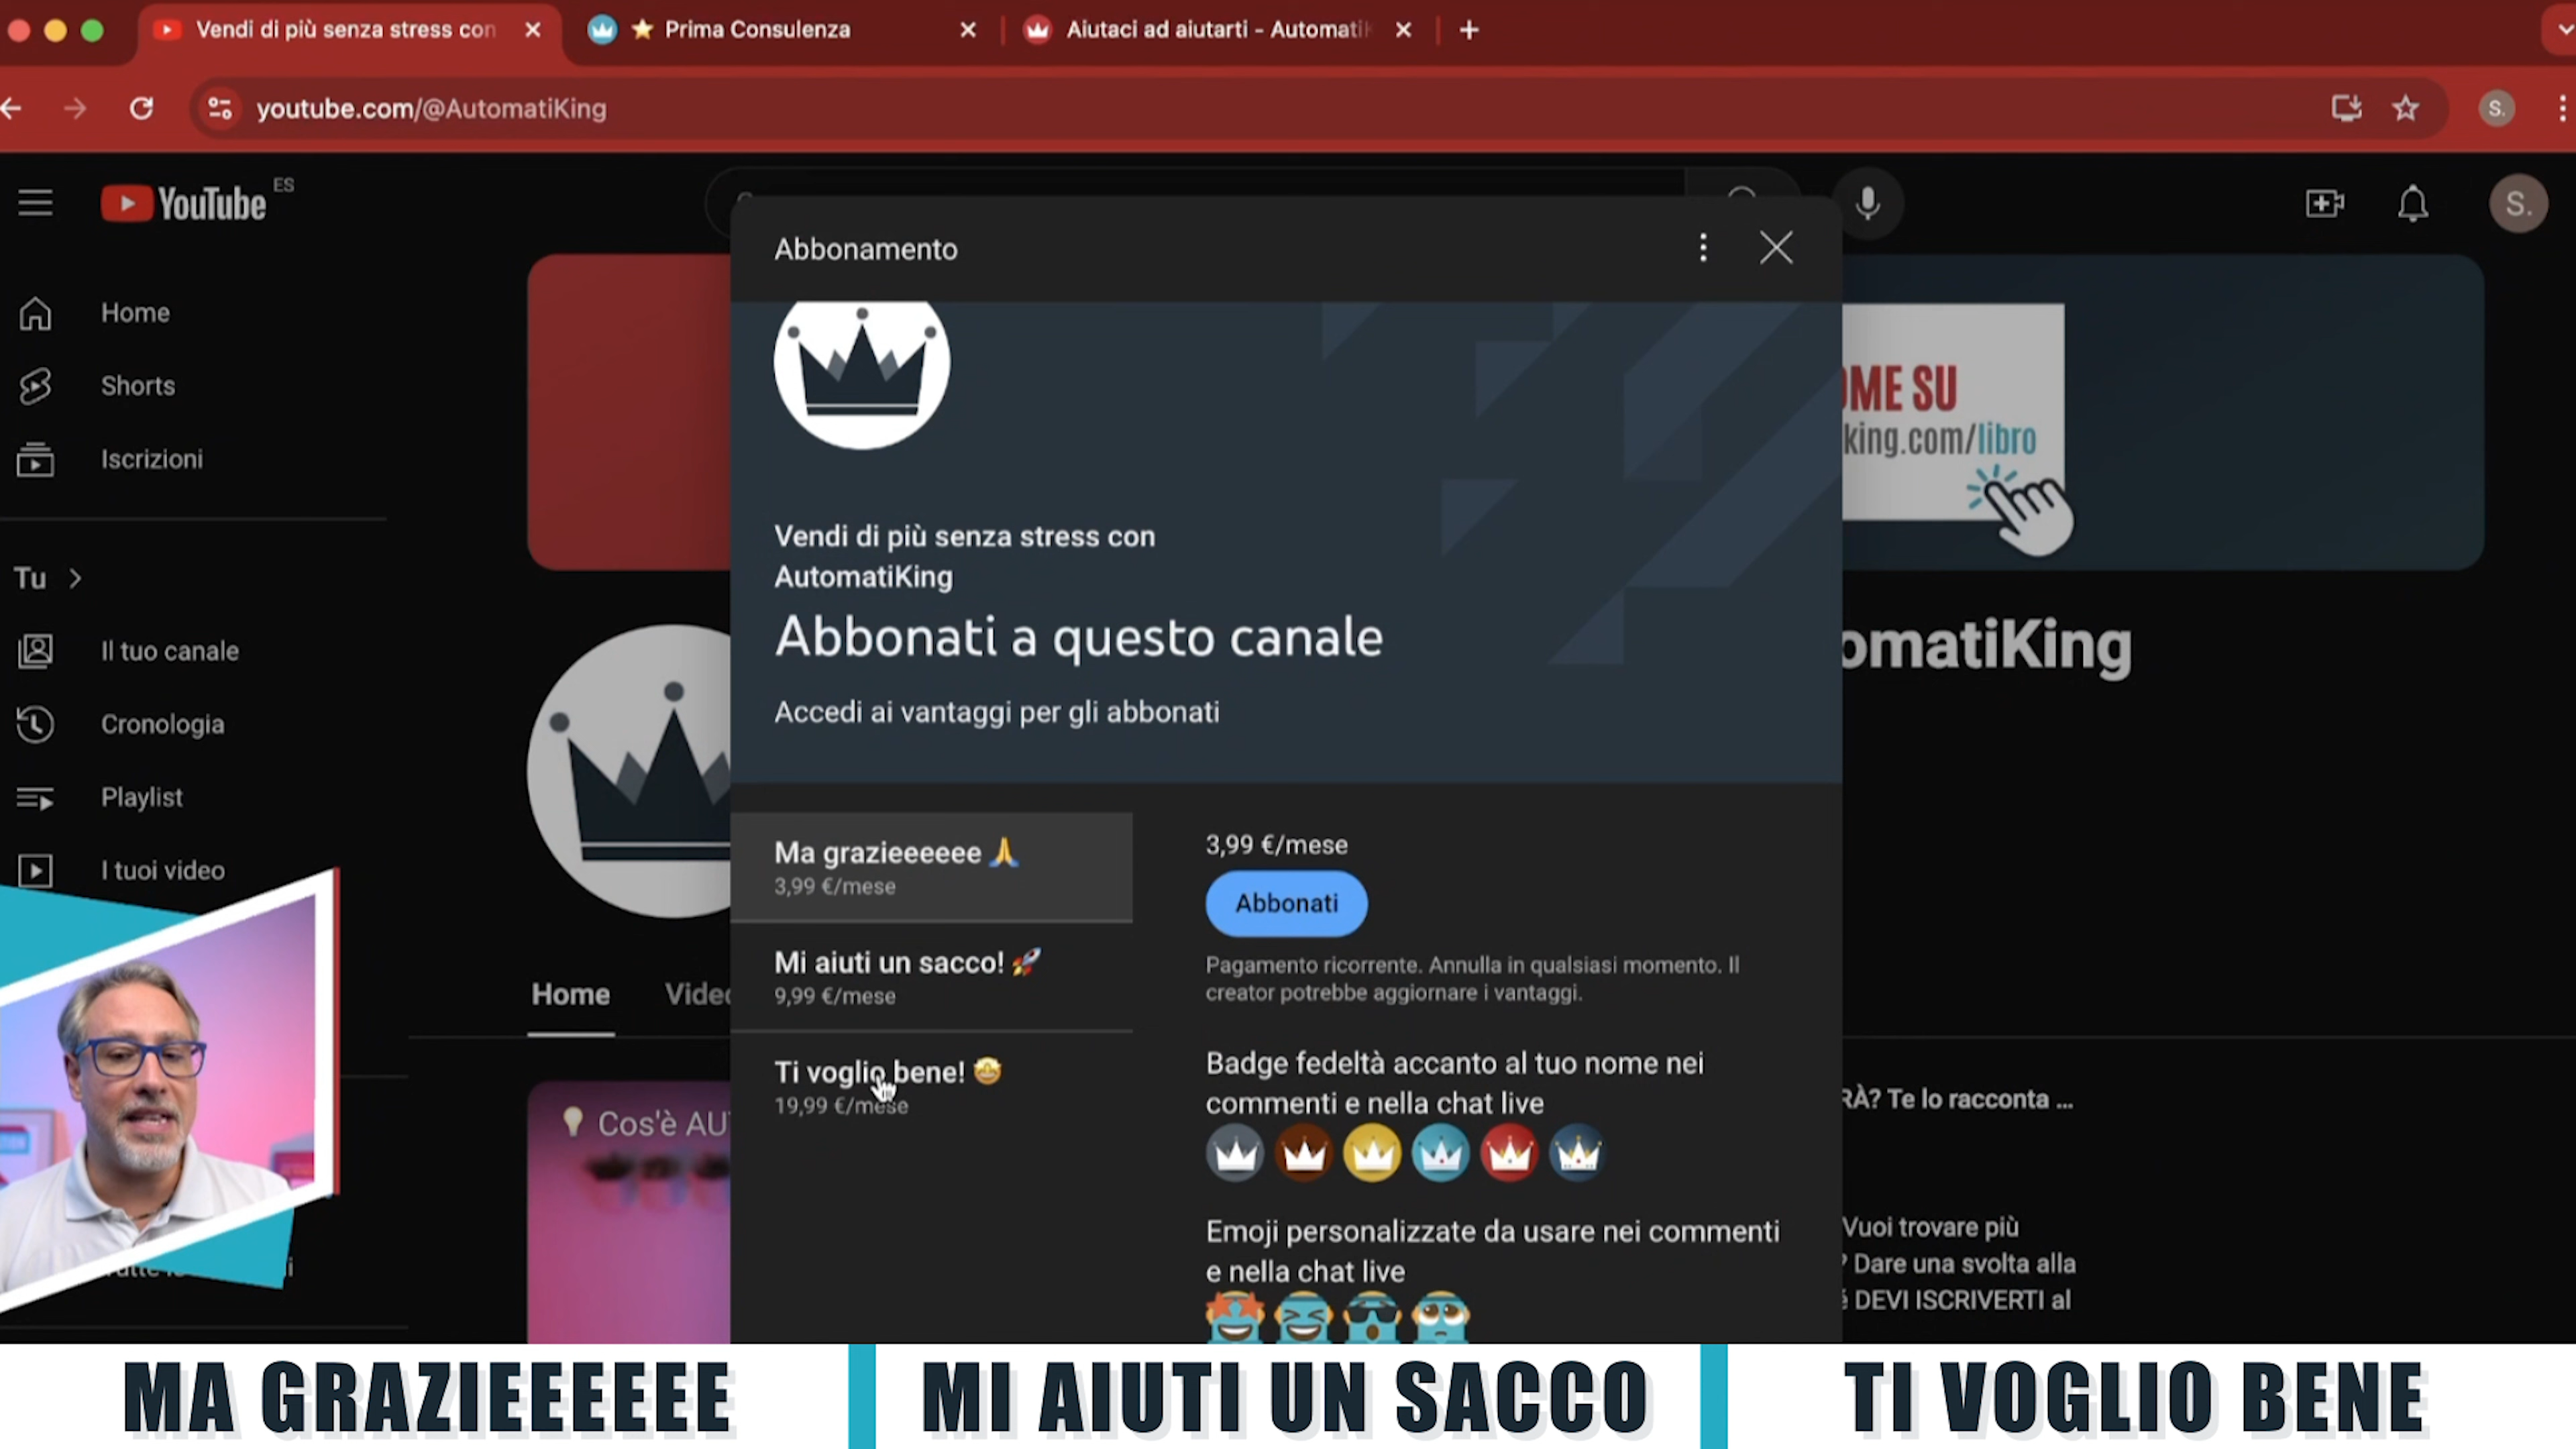 Vendi di più senza stress con
⭐ Prima Consulenza
Aiutaci ad aiutarti - Automati
youtube.com/@AutomatiKing
S.
YouTube ES
S.
Home
Shorts
Iscrizioni
Tu
Il tuo canale
Cronologia
Playlist
I tuoi video
Abbonamento
Vendi di più senza stress con
AutomatiKing
Abbonati a questo canale
Accedi ai vantaggi per gli abbonati
Ma grazieeeeee 🙏
3,99 €/mese
Mi aiuti un sacco! 🚀
9,99 €/mese
Ti voglio bene! 🤩
19,99 €/mese
3,99 €/mese
Abbonati
Pagamento ricorrente. Annulla in qualsiasi momento. Il
creator potrebbe aggiornare i vantaggi.
Badge fedeltà accanto al tuo nome nei
commenti e nella chat live
Emoji personalizzate da usare nei commenti
e nella chat live
OME SU
king.com/libro
omatiKing
Home
Video
Cos'è AU
RÀ? Te lo racconta ...
Vuoi trovare più
? Dare una svolta alla
é DEVI ISCRIVERTI al
MA GRAZIEEEEEE
MI AIUTI UN SACCO
TI VOGLIO BENE